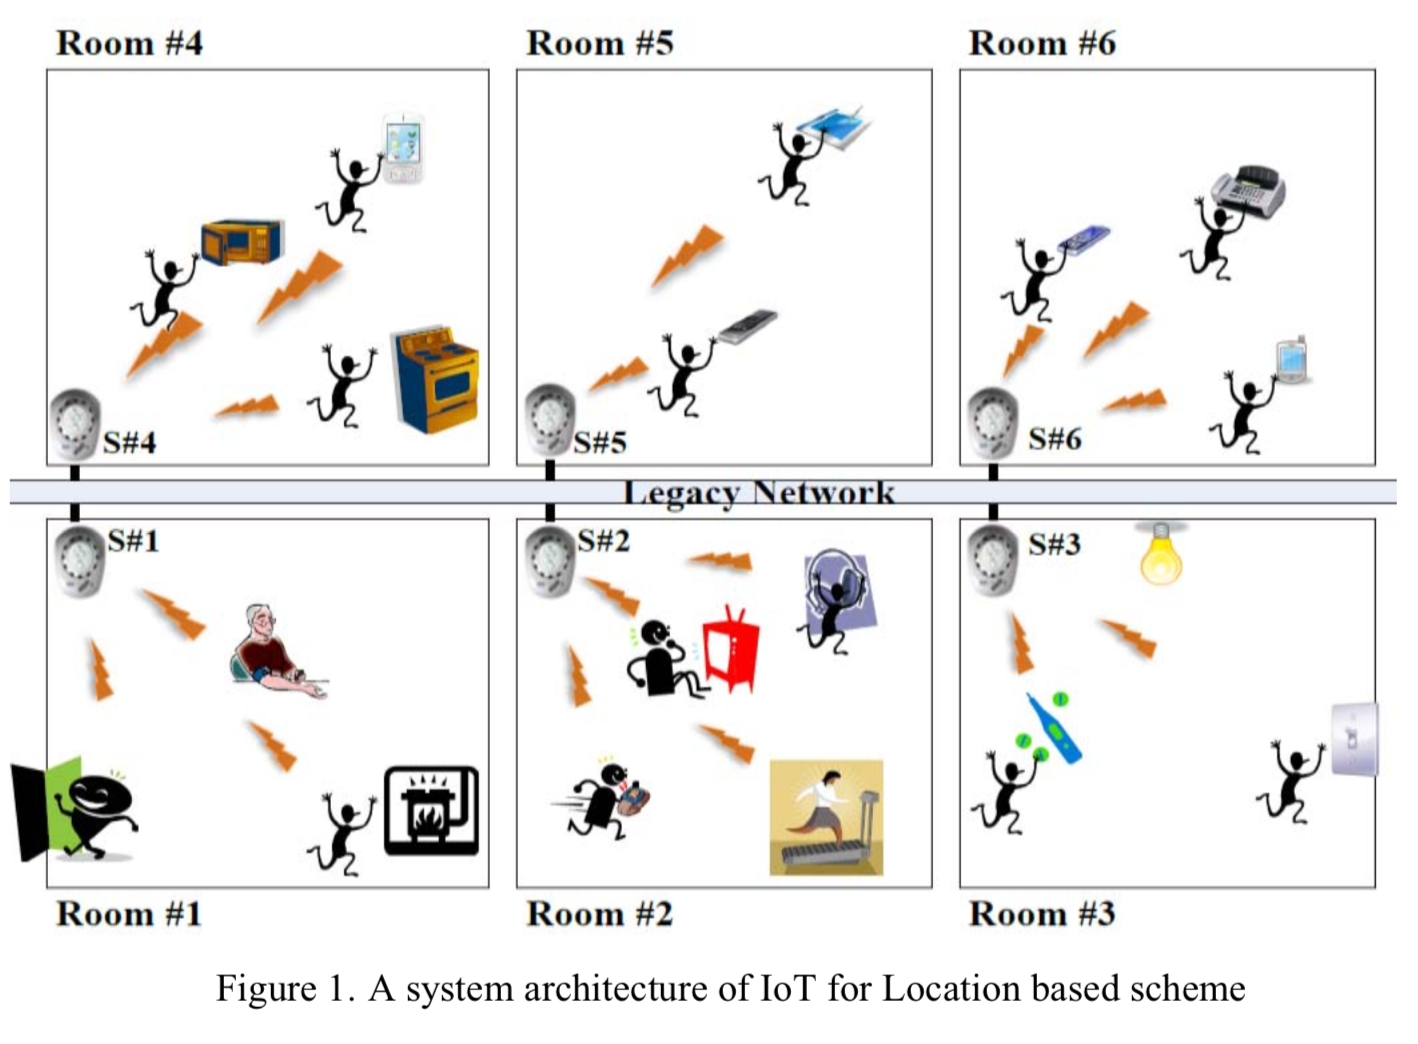 Room #4
Room #5
Room #6
S#4
S#5
S#6
Legacy Network
S#1
S#2
S#3
Room #1
Room #2
Room #3
Figure 1. A system architecture of IoT for Location based scheme